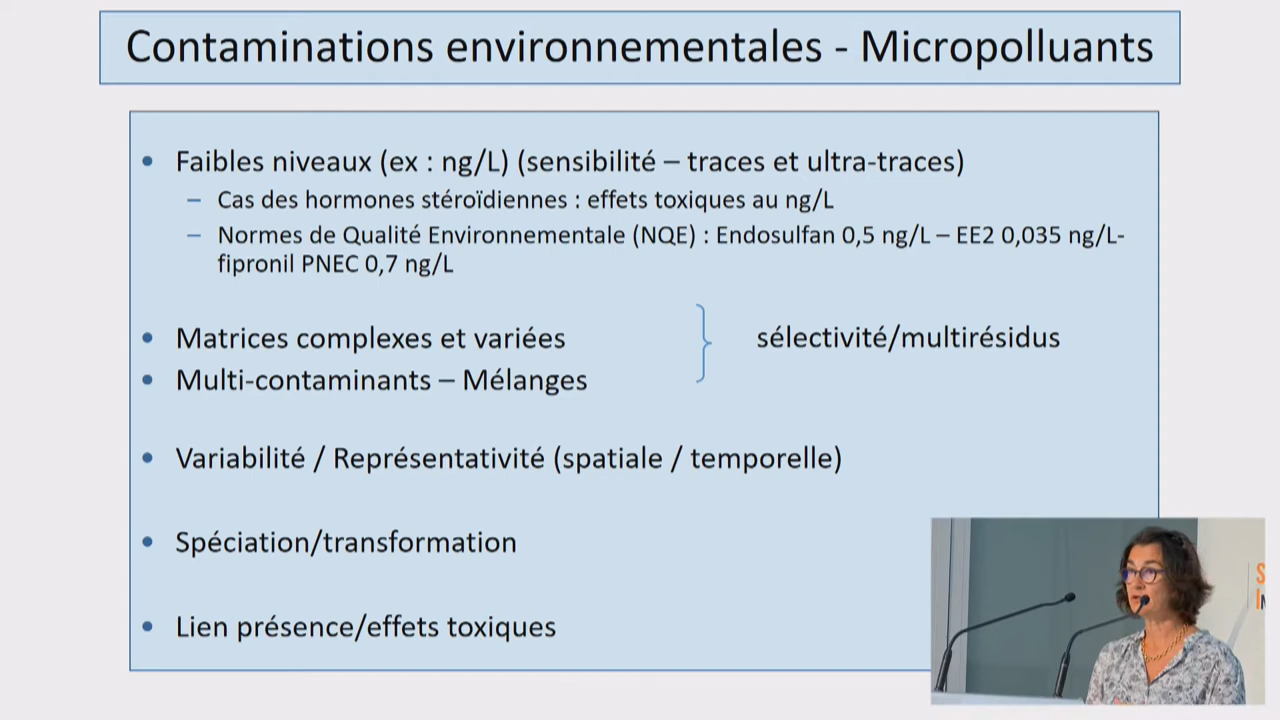 Contaminations environnementales - Micropolluants
• Faibles niveaux (ex : ng/L) (sensibilité – traces et ultra-traces)
– Cas des hormones stéroïdiennes : effets toxiques au ng/L
– Normes de Qualité Environnementale (NQE) : Endosulfan 0,5 ng/L – EE2 0,035 ng/L-
fipronil PNEC 0,7 ng/L
• Matrices complexes et variées
sélectivité/multirésidus
• Multi-contaminants – Mélanges
• Variabilité / Représentativité (spatiale / temporelle)
• Spéciation/transformation
• Lien présence/effets toxiques